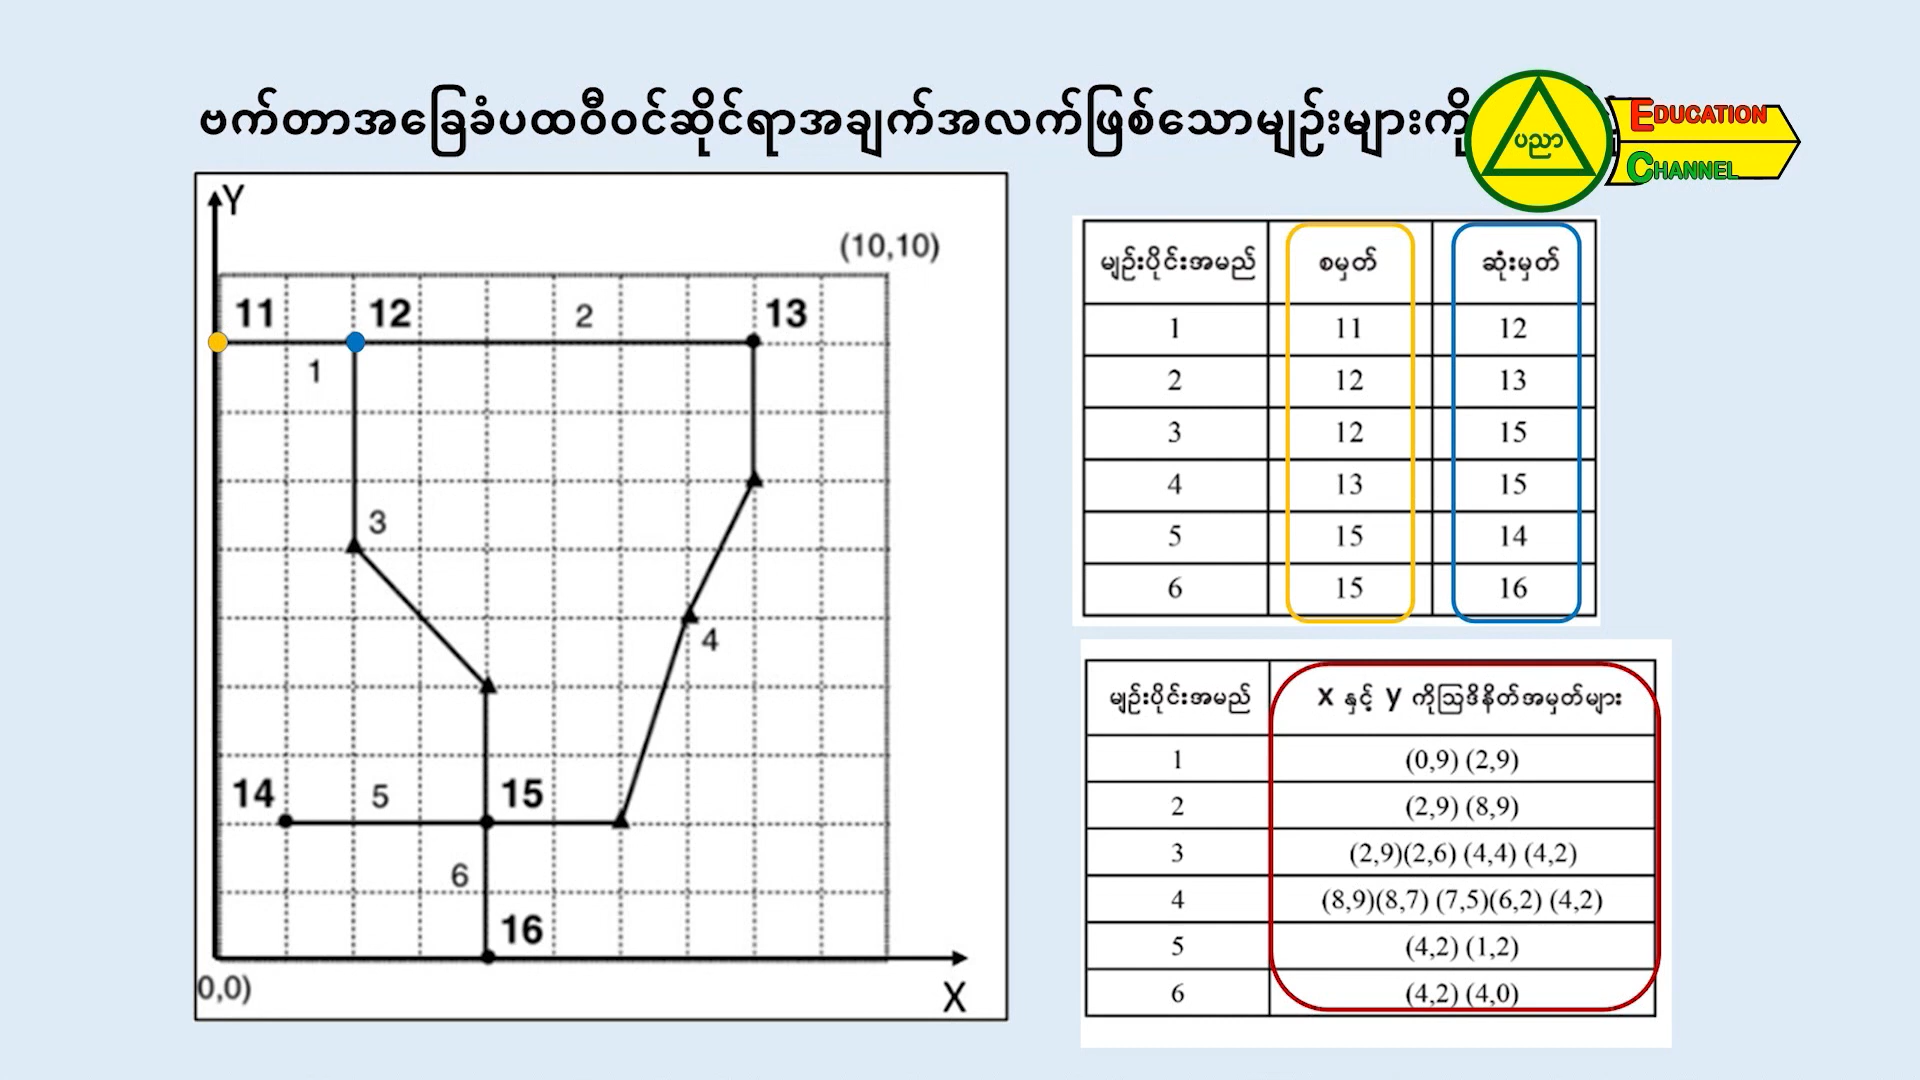 ဗက်တာအခြေခံပထဝီဝင်ဆိုင်ရာအချက်အလက်ဖြစ်သောမျဉ်းများကို
ပညာ
EDUCATION
CHANNEL
Y
(10,10)
11 12 2 13
1
3
4
14 5 15
6
16
0,0)
X
မျဉ်းပိုင်းအမည် စမှတ် ဆုံးမှတ်
1 11 12
2 12 13
3 12 15
4 13 15
5 15 14
6 15 16
မျဉ်းပိုင်းအမည် x နှင့် y ကိုသြဒိနိတ်အမှတ်များ
1 (0,9) (2,9)
2 (2,9) (8,9)
3 (2,9)(2,6) (4,4) (4,2)
4 (8,9)(8,7) (7,5)(6,2) (4,2)
5 (4,2) (1,2)
6 (4,2) (4,0)